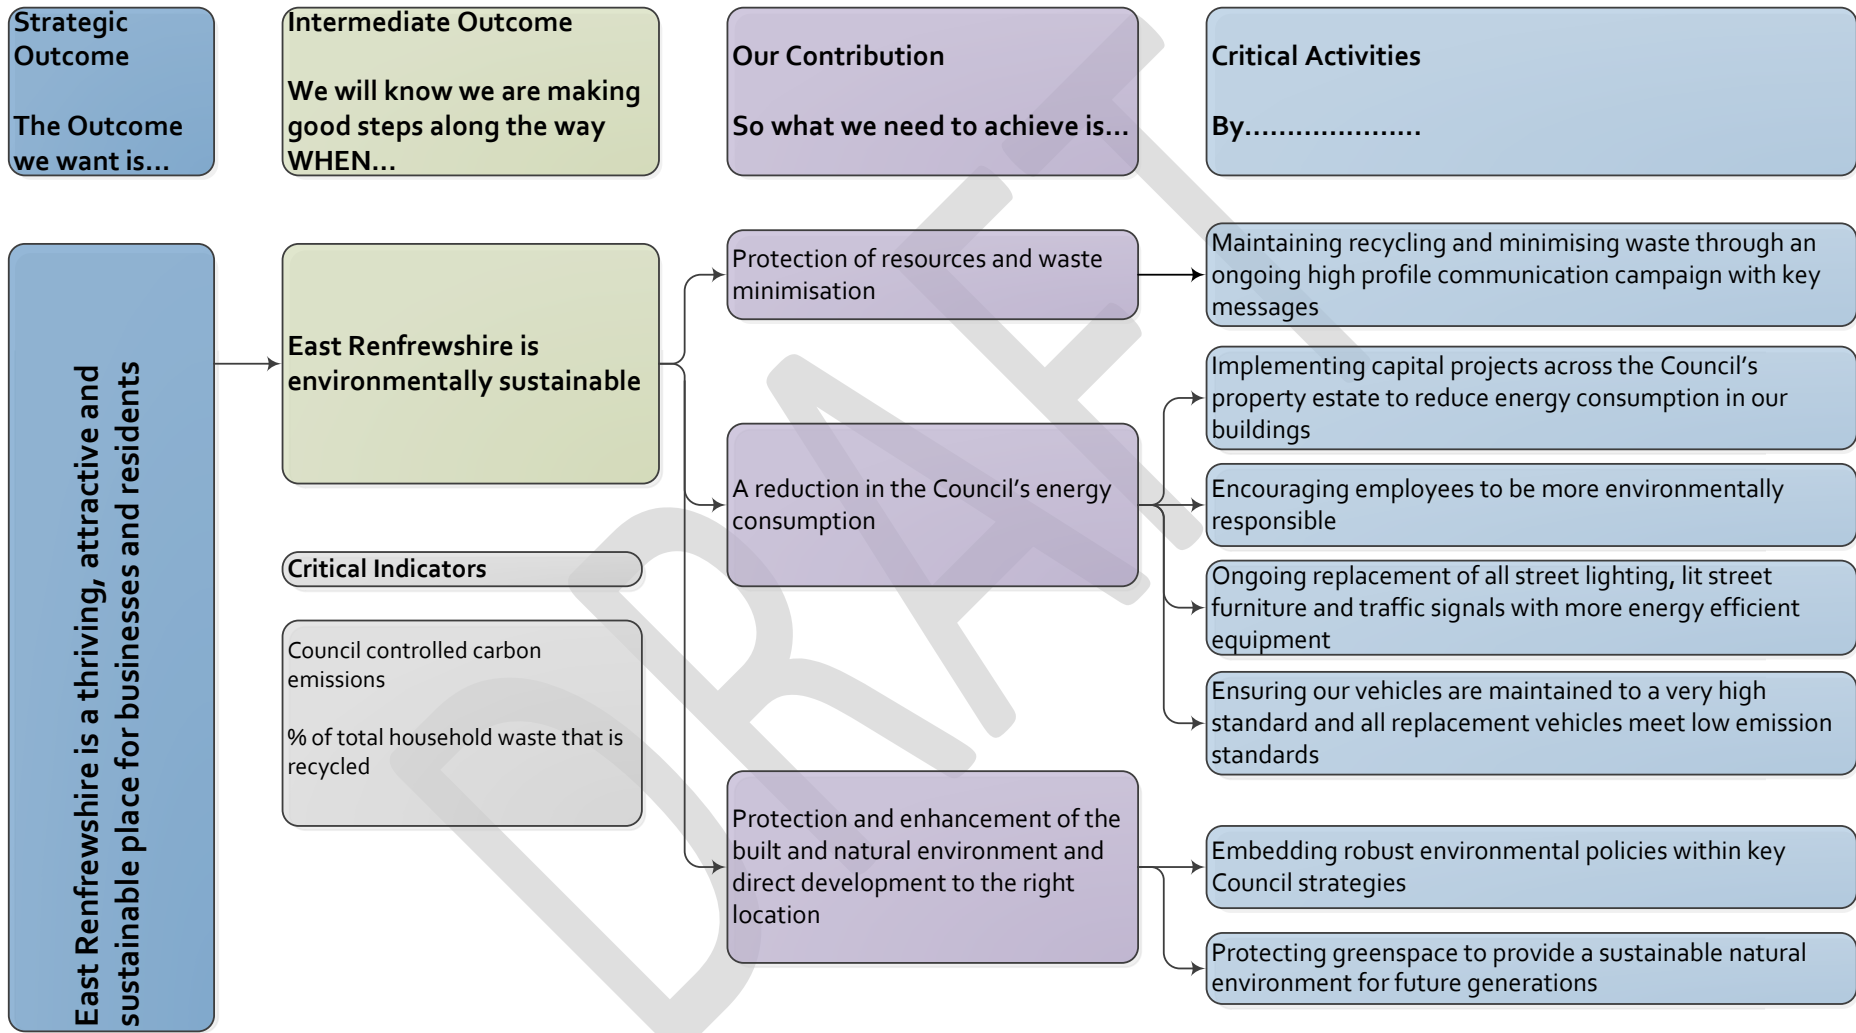 Strategic
Outcome
The Outcome
we want is...
Intermediate Outcome
We will know we are making
good steps along the way
WHEN...
Our Contribution
So what we need to achieve is...
Critical Activities
By.....................
East Renfrewshire is a thriving, attractive and
sustainable place for businesses and residents
East Renfrewshire is
environmentally sustainable
Critical Indicators
Council controlled carbon
emissions
% of total household waste that is
recycled
Protection of resources and waste
minimisation
A reduction in the Council’s energy
consumption
Protection and enhancement of the
built and natural environment and
direct development to the right
location
Maintaining recycling and minimising waste through an
ongoing high profile communication campaign with key
messages
Implementing capital projects across the Council’s
property estate to reduce energy consumption in our
buildings
Encouraging employees to be more environmentally
responsible
Ongoing replacement of all street lighting, lit street
furniture and traffic signals with more energy efficient
equipment
Ensuring our vehicles are maintained to a very high
standard and all replacement vehicles meet low emission
standards
Embedding robust environmental policies within key
Council strategies
Protecting greenspace to provide a sustainable natural
environment for future generations
DRAFT